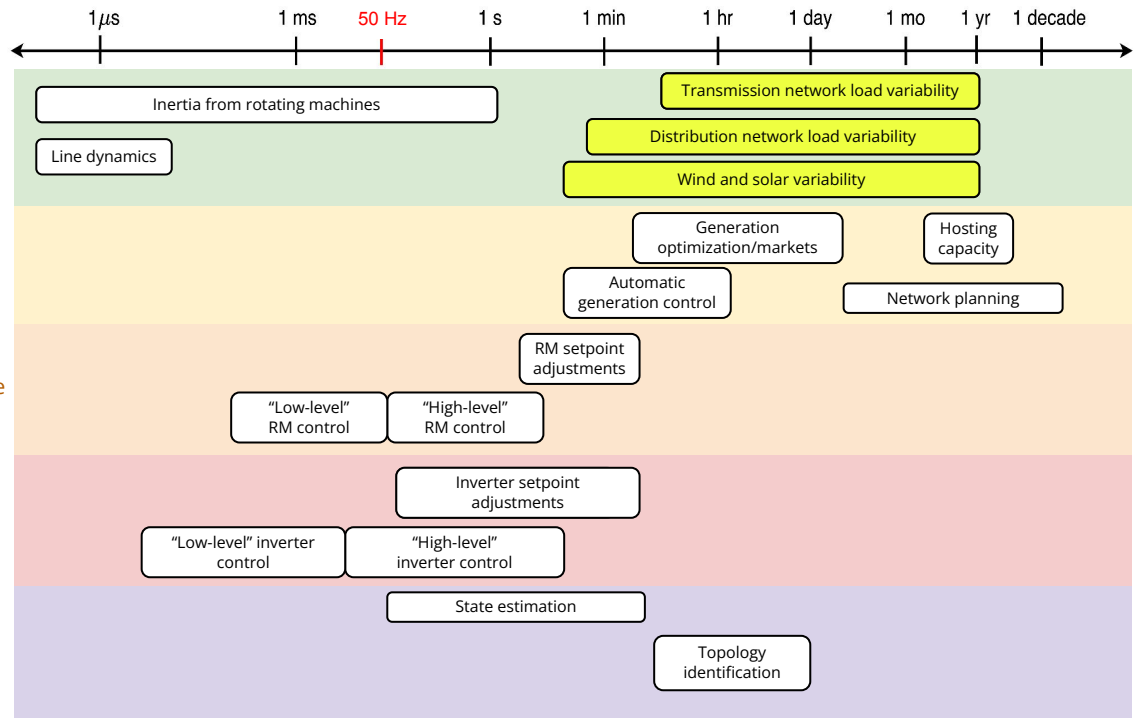 1 μs 1 ms 50 Hz 1 s 1 min 1 hr 1 day 1 mo 1 yr 1 decade
Inertia from rotating machines
Line dynamics
Transmission network load variability
Distribution network load variability
Wind and solar variability
Generation
optimization/markets
Hosting
capacity
Automatic
generation control
Network planning
RM setpoint
adjustments
e
“Low-level”
RM control
“High-level”
RM control
Inverter setpoint
adjustments
“Low-level” inverter
control
“High-level”
inverter control
State estimation
Topology
identification